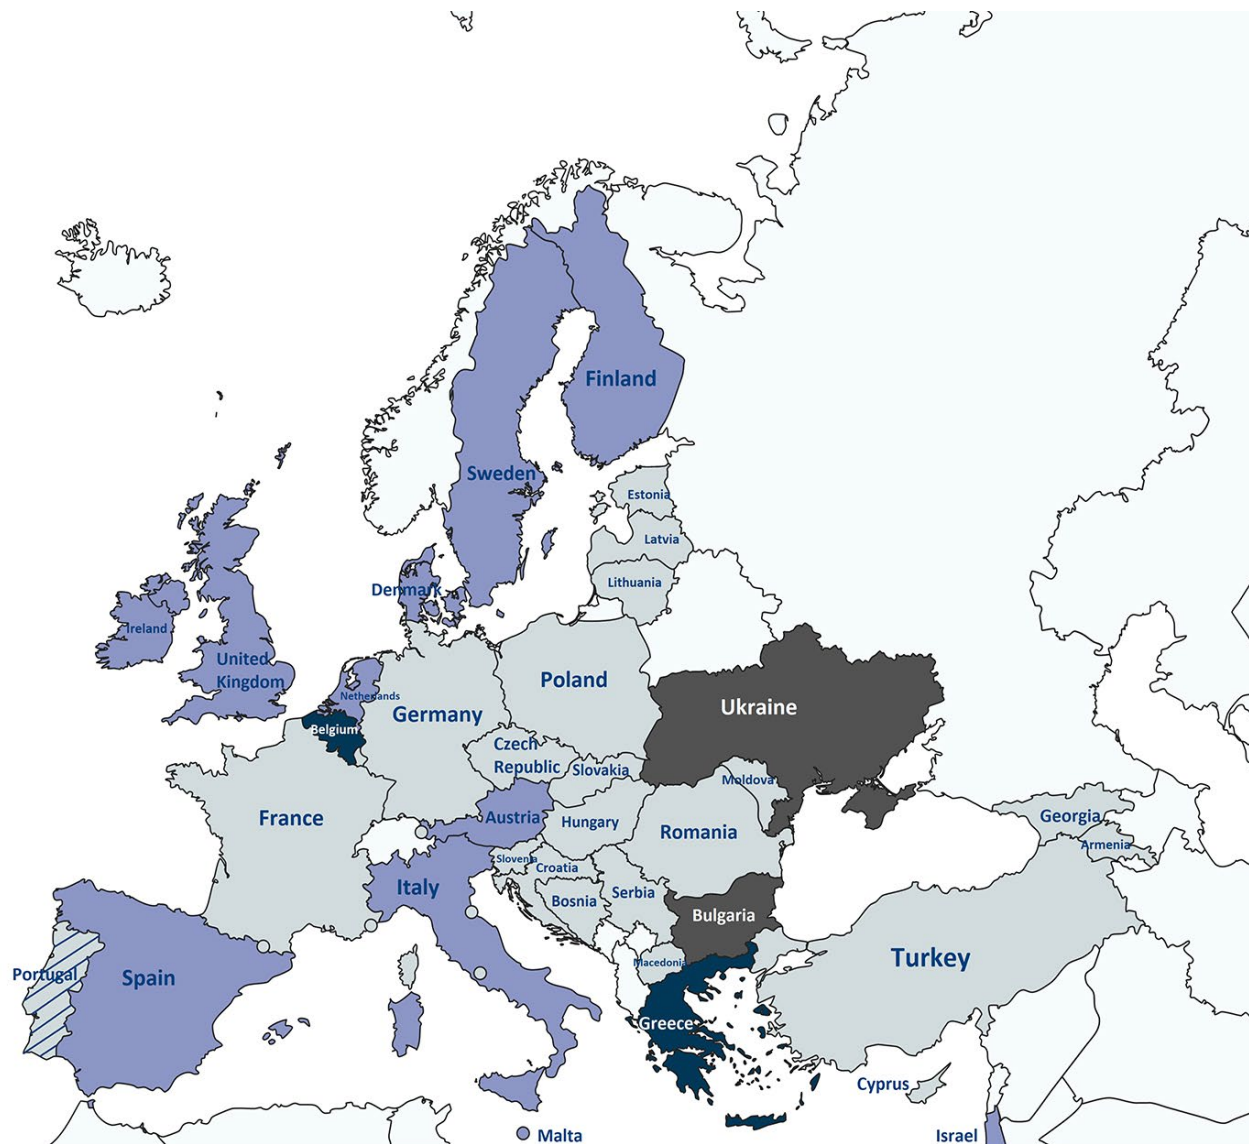 Finland
Sweden
Estonia
Latvia
Denmark
Lithuania
Ireland
United
Kingdom
Netherlands
Poland
Ukraine
Germany
Belgium
Czech
Republic
Slovakia
Moldova
France
Austria
Hungary
Romania
Georgia
Armenia
Slovenia
Croatia
Italy
Serbia
Bosnia
Bulgaria
Turkey
Macedonia
Portugal
Spain
Greece
Cyprus
Malta
Israel